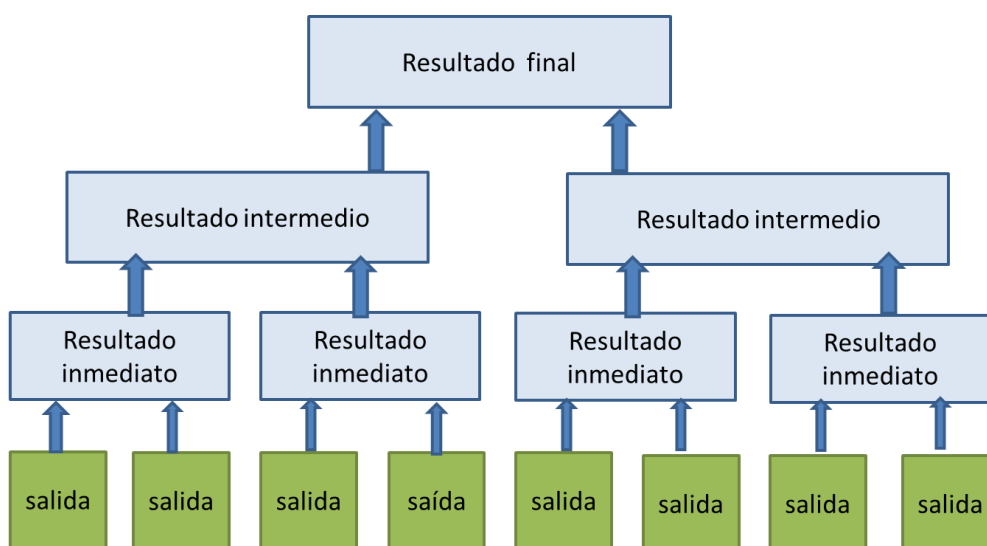 Resultado final
Resultado intermedio
Resultado intermedio
Resultado
inmediato
Resultado
inmediato
Resultado
inmediato
Resultado
inmediato
salida
salida
salida
saída
salida
salida
salida
salida